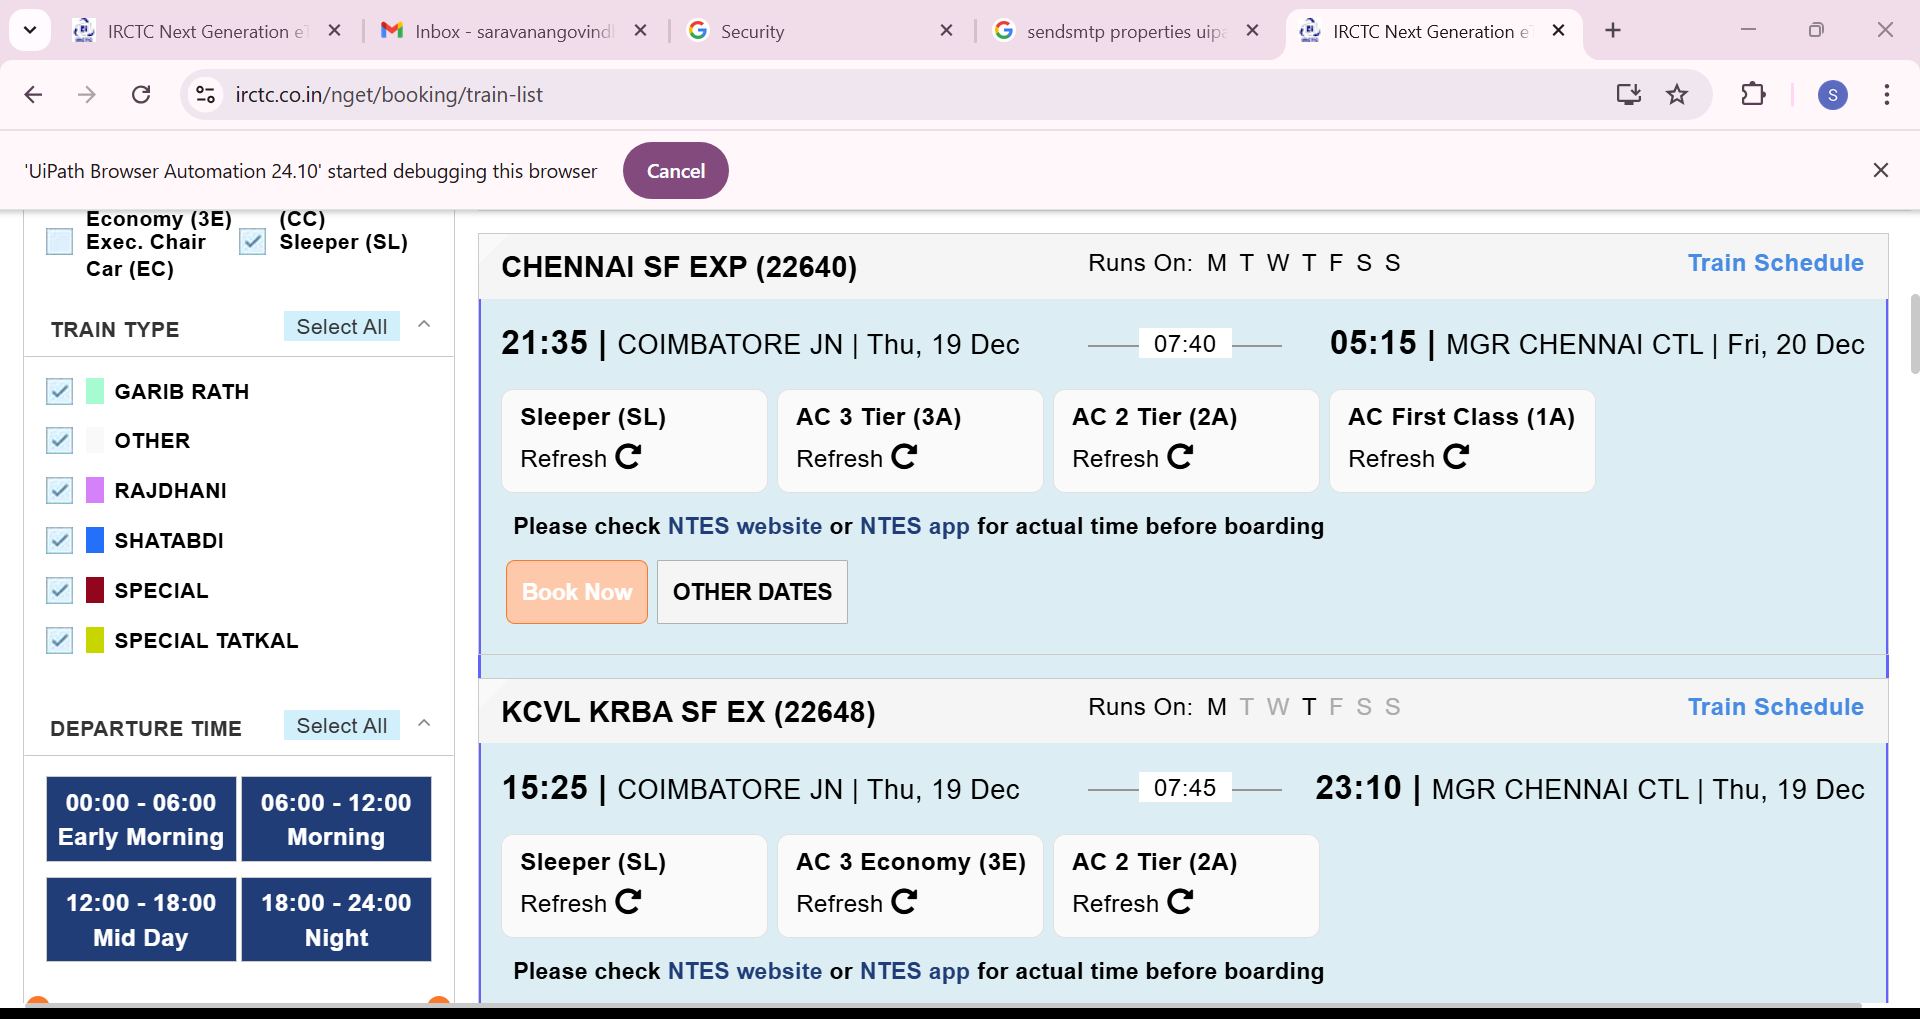 IRCTC Next Generation eT
Inbox - saravanangovindh
Security
sendsmtp properties uipa
IRCTC Next Generation eT
irctc.co.in/nget/booking/train-list
S
'UiPath Browser Automation 24.10' started debugging this browser
Cancel
Economy (3E)
(CC)
Exec. Chair
Car (EC)
Sleeper (SL)
TRAIN TYPE
Select All
GARIB RATH
OTHER
RAJDHANI
SHATABDI
SPECIAL
SPECIAL TATKAL
DEPARTURE TIME
Select All
00:00 - 06:00
Early Morning
06:00 - 12:00
Morning
12:00 - 18:00
Mid Day
18:00 - 24:00
Night
CHENNAI SF EXP (22640)
Runs On: M T W T F S S
Train Schedule
21:35 | COIMBATORE JN | Thu, 19 Dec
07:40
05:15 | MGR CHENNAI CTL | Fri, 20 Dec
Sleeper (SL)
Refresh
AC 3 Tier (3A)
Refresh
AC 2 Tier (2A)
Refresh
AC First Class (1A)
Refresh
Please check NTES website or NTES app for actual time before boarding
Book Now
OTHER DATES
KCVL KRBA SF EX (22648)
Runs On: M T W T F S S
Train Schedule
15:25 | COIMBATORE JN | Thu, 19 Dec
07:45
23:10 | MGR CHENNAI CTL | Thu, 19 Dec
Sleeper (SL)
Refresh
AC 3 Economy (3E)
Refresh
AC 2 Tier (2A)
Refresh
Please check NTES website or NTES app for actual time before boarding